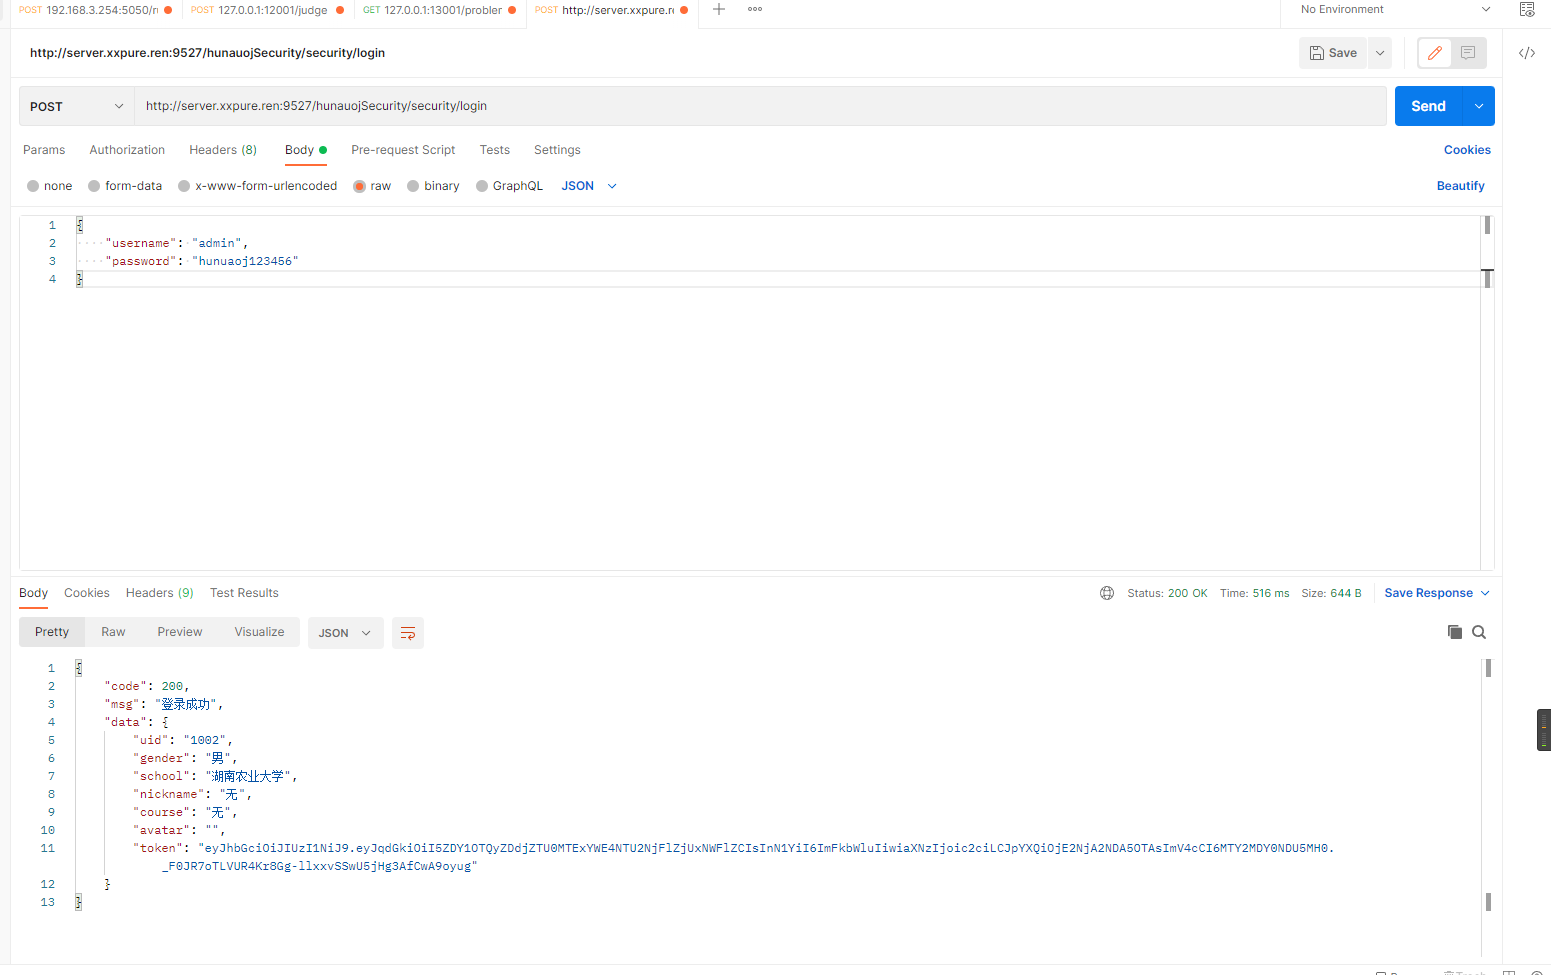 POST 192.168.3.254:5050/ru POST 127.0.0.1:12001/judge GET 127.0.0.1:13001/probler POST http://server.xxpure.re No Environment
http://server.xxpure.ren:9527/hunauojSecurity/security/login Save
POST http://server.xxpure.ren:9527/hunauojSecurity/security/login Send
Params Authorization Headers (8) Body Pre-request Script Tests Settings Cookies
none form-data x-www-form-urlencoded raw binary GraphQL JSON Beautify
1 {
2 "username": "admin",
3 "password": "hunuaoj123456"
4 }
Body Cookies Headers (9) Test Results Status: 200 OK Time: 516 ms Size: 644 B Save Response
Pretty Raw Preview Visualize JSON
1 {
2 "code": 200,
3 "msg": "登录成功",
4 "data": {
5 "uid": "1002",
6 "gender": "男",
7 "school": "湖南农业大学",
8 "nickname": "无",
9 "course": "无",
10 "avatar": "",
11 "token": "eyJhbGciOiJIUzI1NiJ9.eyJqdGkiOiI5ZDY1OTQyZDdjZTU0MTExYWE4NTU2NjFlZjUxNWFlZCIsInN1YiI6ImFkbWluIiwiaXNzIjoic2ciLCJpYXQiOjE2NjA2NDA5OTAsImV4cCI6MTY2MDY0NDU5MH0.
_F0JR7oTLVUR4Kr8Gg-llxxvSSwU5jHg3AfCwA9oyug"
12 }
13 }